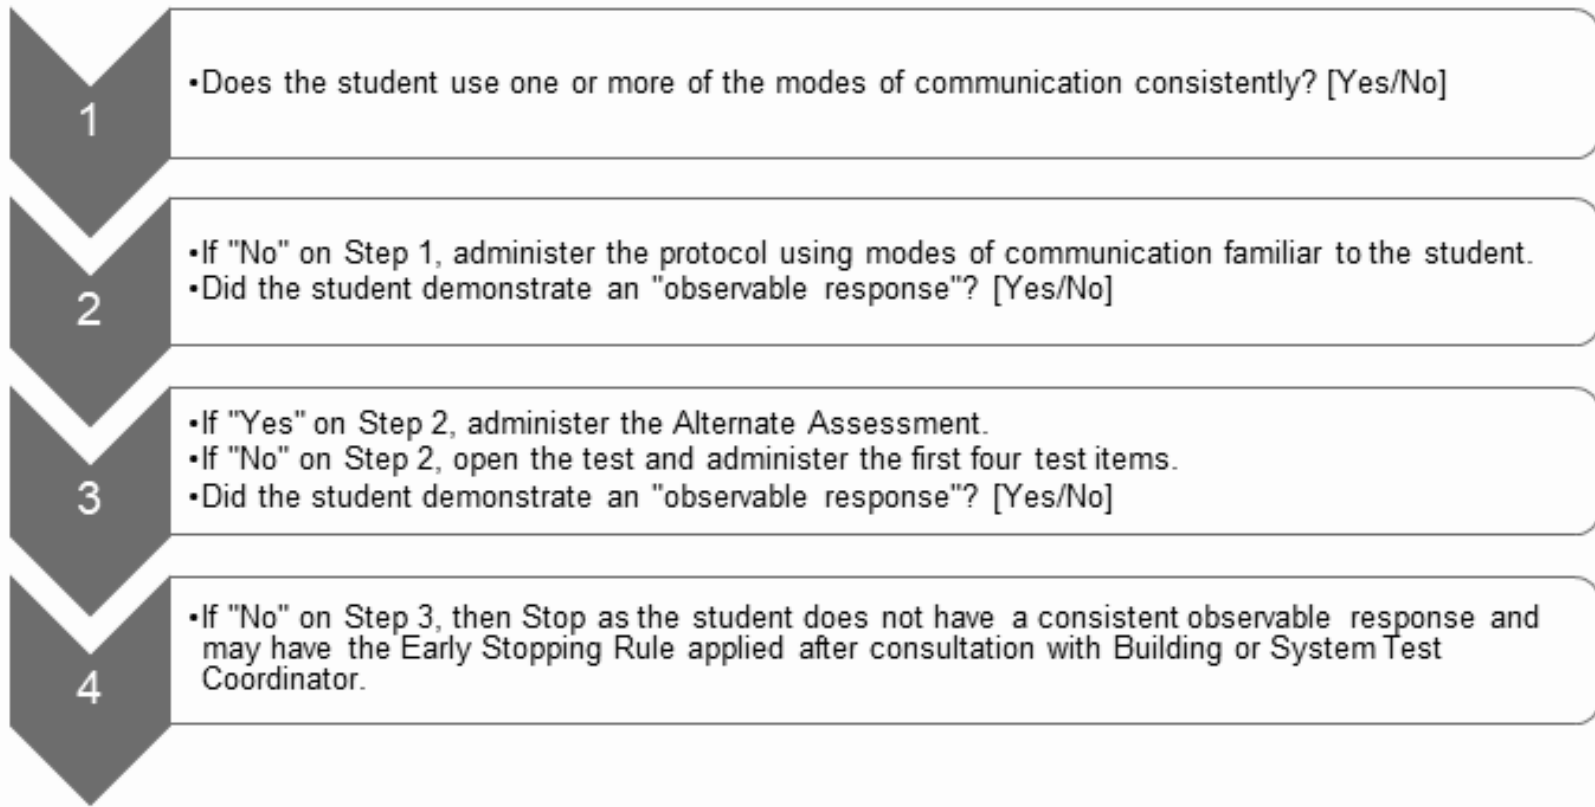 1
•Does the student use one or more of the modes of communication consistently? [Yes/No]
2
•If "No" on Step 1, administer the protocol using modes of communication familiar to the student.
•Did the student demonstrate an "observable response"? [Yes/No]
3
•If "Yes" on Step 2, administer the Alternate Assessment.
•If "No" on Step 2, open the test and administer the first four test items.
•Did the student demonstrate an "observable response"? [Yes/No]
4
•If "No" on Step 3, then Stop as the student does not have a consistent observable response and
may have the Early Stopping Rule applied after consultation with Building or System Test
Coordinator.